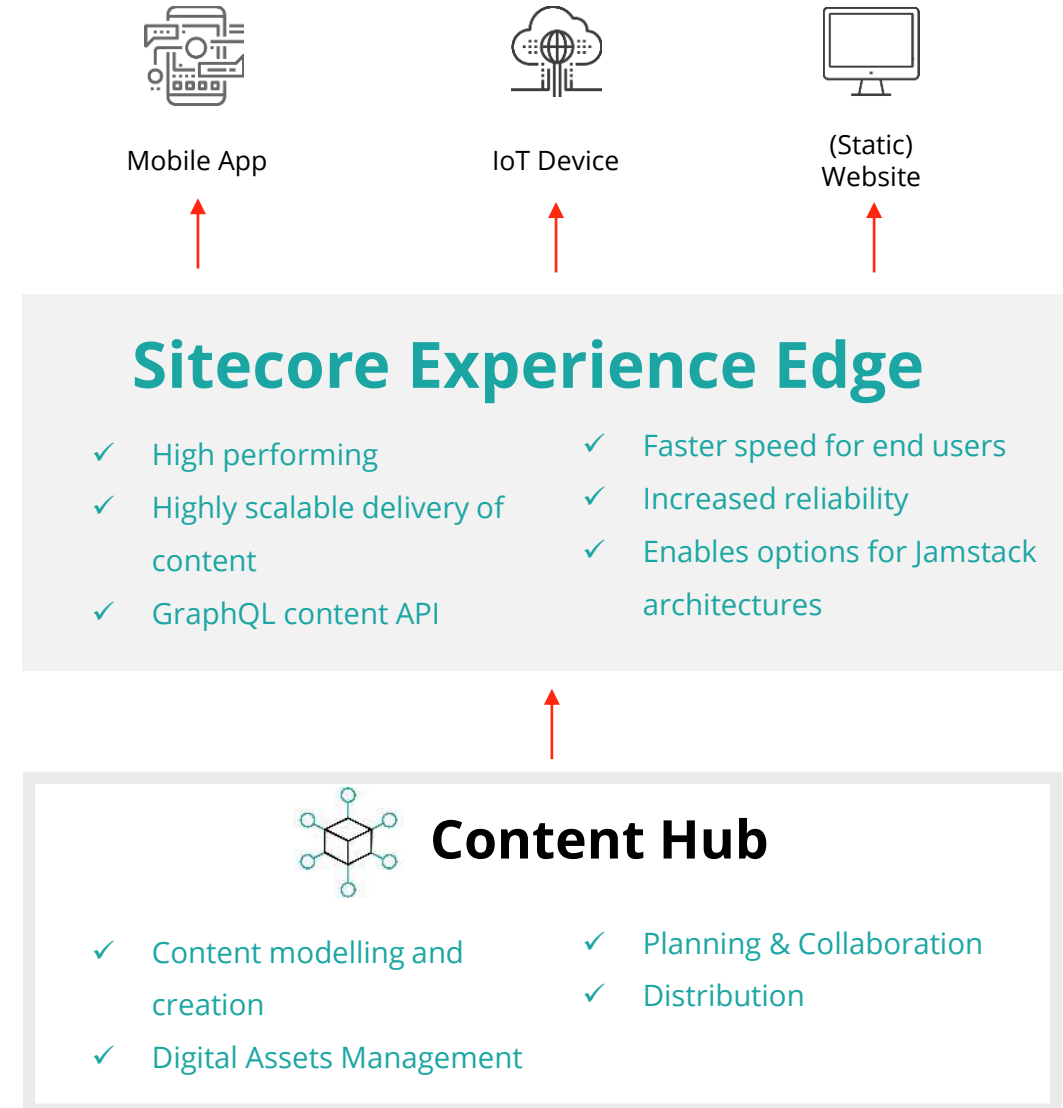 Mobile App
IoT Device
(Static)
Website
Sitecore Experience Edge
✓ High performing
✓ Highly scalable delivery of
content
✓ GraphQL content API
✓ Faster speed for end users
✓ Increased reliability
✓ Enables options for Jamstack
architectures
Content Hub
✓ Content modelling and
creation
✓ Digital Assets Management
✓ Planning & Collaboration
✓ Distribution